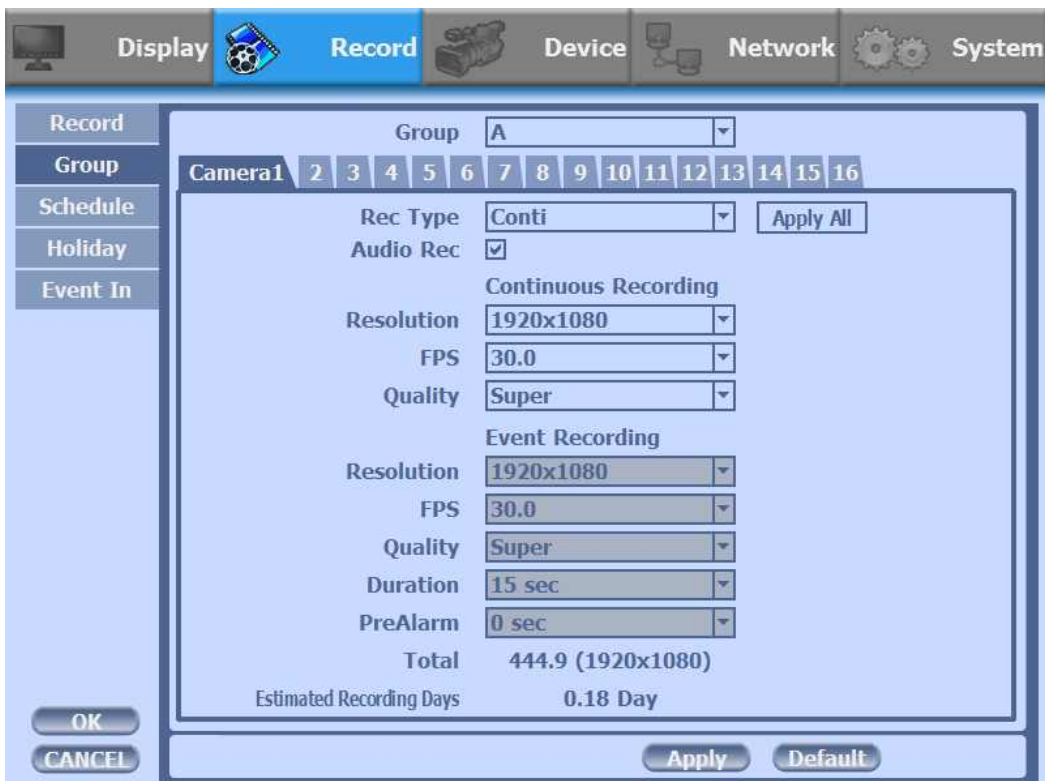 Display Record Device Network System
Record
Group
Schedule
Holiday
Event In
Group A
Camera1 2 3 4 5 6 7 8 9 10 11 12 13 14 15 16
Rec Type Conti Apply All
Audio Rec
Continuous Recording
Resolution 1920x1080
FPS 30.0
Quality Super
Event Recording
Resolution 1920x1080
FPS 30.0
Quality Super
Duration 15 sec
PreAlarm 0 sec
Total 444.9 (1920x1080)
Estimated Recording Days 0.18 Day
OK
CANCEL
Apply Default